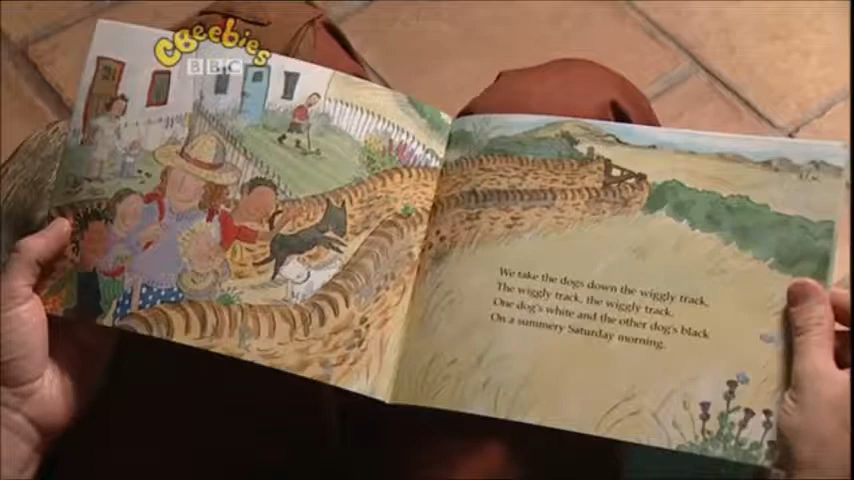 CBeebies
BBC
We take the dogs down the wiggly track,
The wiggly track, the wiggly track.
One dog's white and the other dog's black
On a summery Saturday morning.